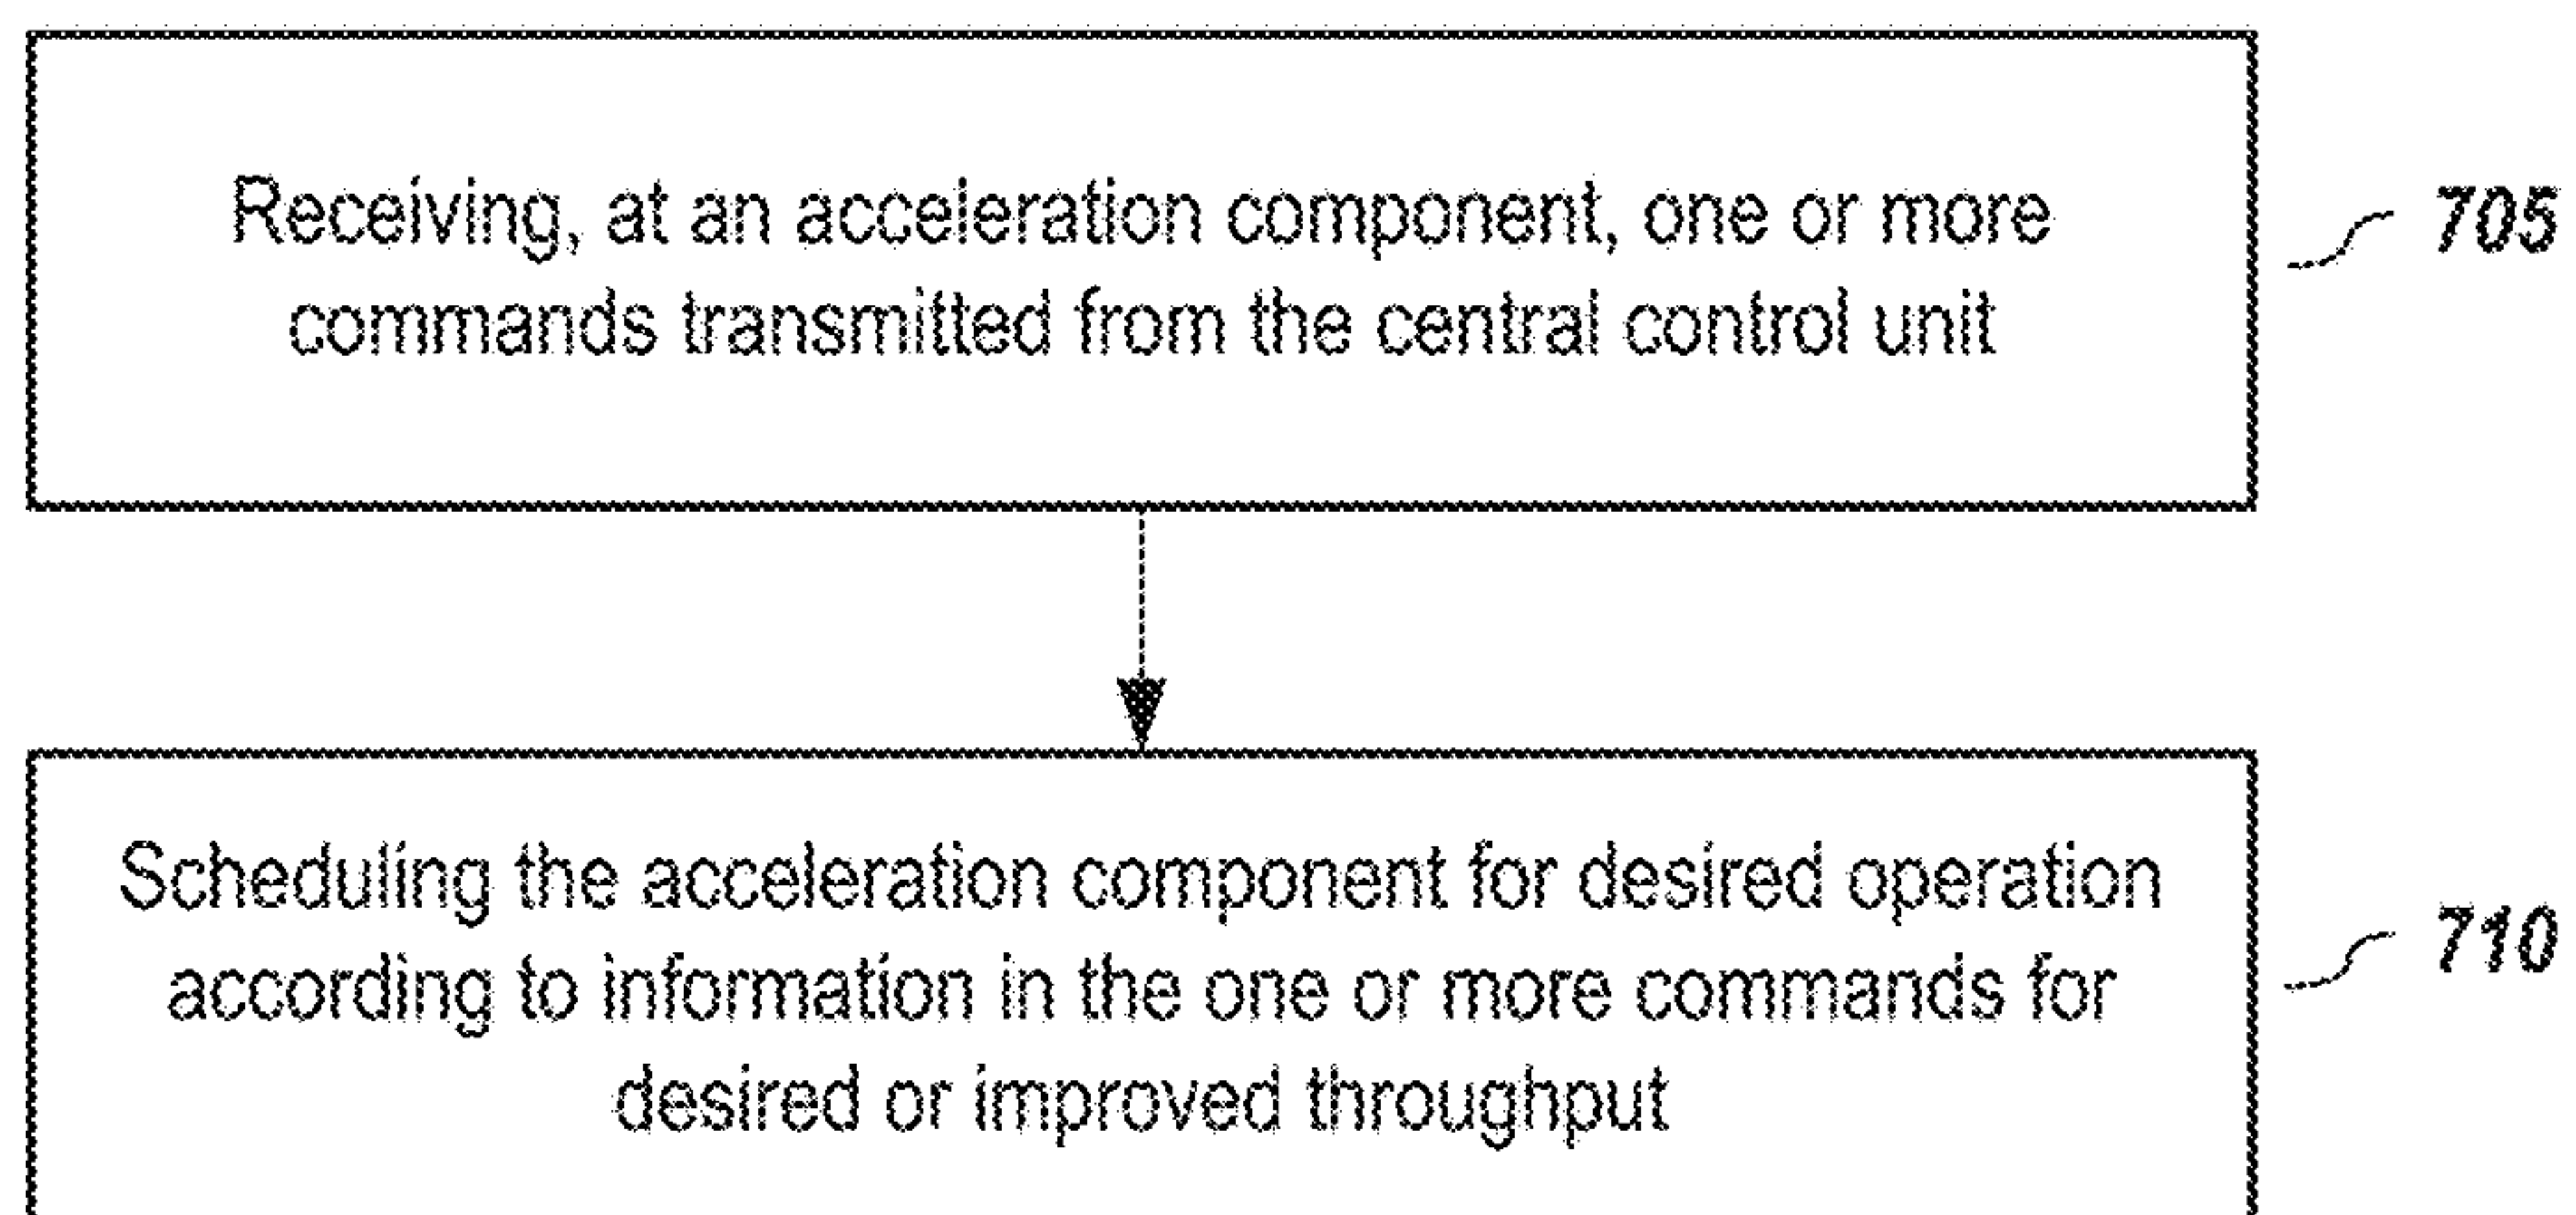 Receiving, at an acceleration component, one or more
commands transmitted from the central control unit
705
Scheduling the acceleration component for desired operation
according to information in the one or more commands for
desired or improved throughput
710